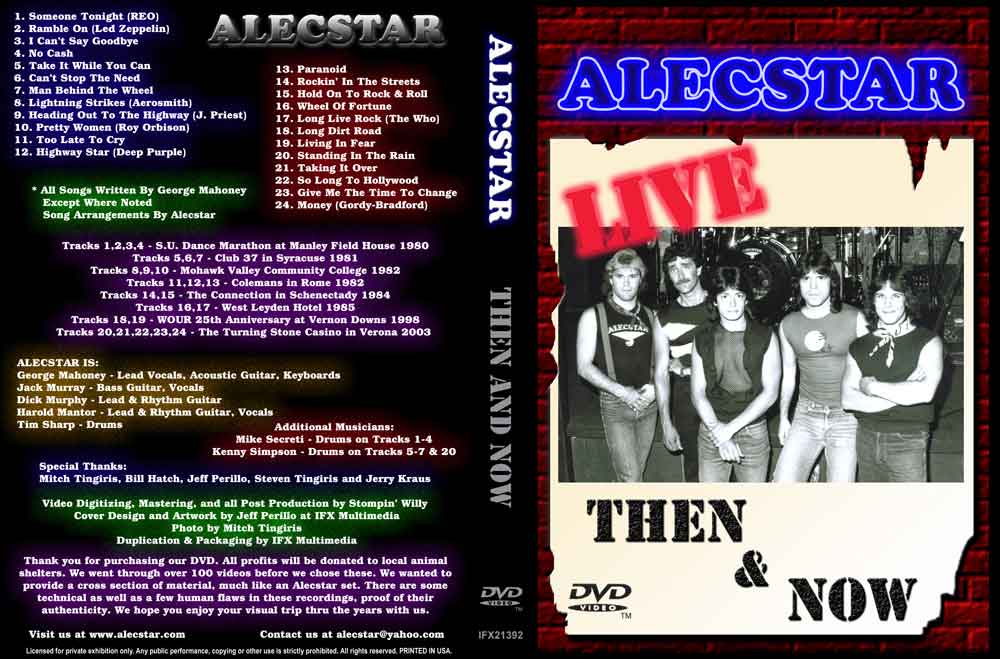 ALECSTAR
1. Someone Tonight (REO)
2. Ramble On (Led Zeppelin)
3. I Can't Say Goodbye
4. No Cash
5. Take It While You Can
6. Can't Stop The Need
7. Man Behind The Wheel
8. Lightning Strikes (Aerosmith)
9. Heading Out To The Highway (J. Priest)
10. Pretty Women (Roy Orbison)
11. Too Late To Cry
12. Highway Star (Deep Purple)
13. Paranoid
14. Rockin' In The Streets
15. Hold On To Rock & Roll
16. Wheel Of Fortune
17. Long Live Rock (The Who)
18. Long Dirt Road
19. Living In Fear
20. Standing In The Rain
21. Taking It Over
22. So Long To Hollywood
23. Give Me The Time To Change
24. Money (Gordy-Bradford)
* All Songs Written By George Mahoney
Except Where Noted
Song Arrangements By Alecstar
Tracks 1,2,3,4 - S.U. Dance Marathon at Manley Field House 1980
Tracks 5,6,7 - Club 37 in Syracuse 1981
Tracks 8,9,10 - Mohawk Valley Community College 1982
Tracks 11,12,13 - Colemans in Rome 1982
Tracks 14,15 - The Connection in Schenectady 1984
Tracks 16,17 - West Leyden Hotel 1985
Tracks 18,19 - WOUR 25th Anniversary at Vernon Downs 1998
Tracks 20,21,22,23,24 - The Turning Stone Casino in Verona 2003
ALECSTAR IS:
George Mahoney - Lead Vocals, Acoustic Guitar, Keyboards
Jack Murray - Bass Guitar, Vocals
Dick Murphy - Lead & Rhythm Guitar
Harold Mantor - Lead & Rhythm Guitar, Vocals
Tim Sharp - Drums
Additional Musicians:
Mike Secreti - Drums on Tracks 1-4
Kenny Simpson - Drums on Tracks 5-7 & 20
Special Thanks:
Mitch Tingiris, Bill Hatch, Jeff Perillo, Steven Tingiris and Jerry Kraus
Video Digitizing, Mastering, and all Post Production by Stompin' Willy
Cover Design and Artwork by Jeff Perillo at IFX Multimedia
Photo by Mitch Tingiris
Duplication & Packaging by IFX Multimedia
Thank you for purchasing our DVD. All profits will be donated to local animal
shelters. We went through over 100 videos before we chose these. We wanted to
provide a cross section of material, much like an Alecstar set. There are some
technical as well as a few human flaws in these recordings, proof of their
authenticity. We hope you enjoy your visual trip thru the years with us.
Visit us at www.alecstar.com
Contact us at alecstar@yahoo.com
Licensed for private exhibition only. Any public performance, copying or other use is strictly prohibited. All rights reserved. PRINTED IN USA.
ALECSTAR
THEN AND NOW
DVD
VIDEO
TM
IFX21392
ALECSTAR
LIVE
ALECSTAR
THEN
&
NOW
DVD
VIDEO
TM